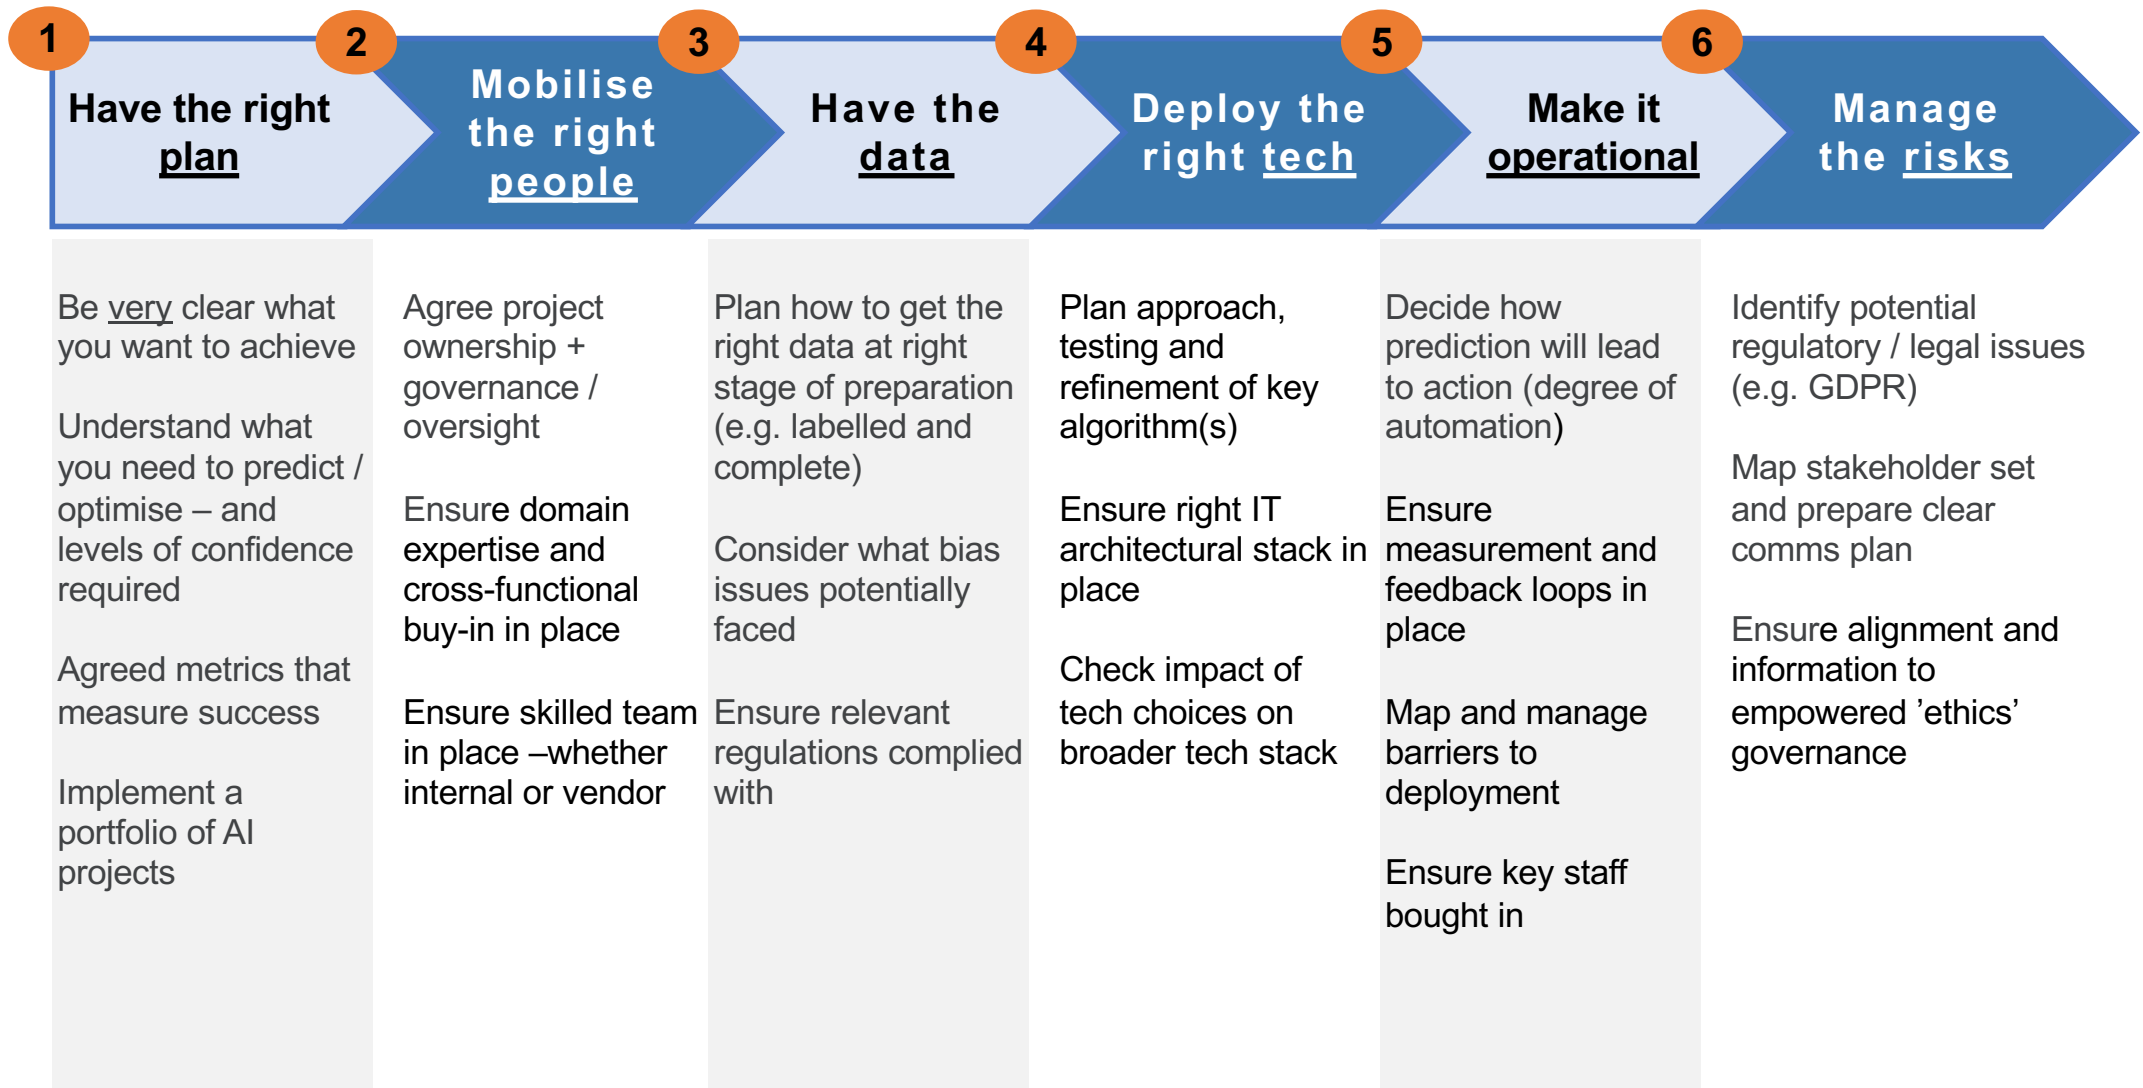 1
2
3
4
5
6
Have the right
plan
Mobilise
the right
people
Have the
data
Deploy the
right tech
Make it
operational
Manage
the risks
Be very clear what
you want to achieve
Understand what
you need to predict /
optimise – and
levels of confidence
required
Agreed metrics that
measure success
Implement a
portfolio of AI
projects
Agree project
ownership +
governance /
oversight
Ensure domain
expertise and
cross-functional
buy-in in place
Ensure skilled team
in place –whether
internal or vendor
Plan how to get the
right data at right
stage of preparation
(e.g. labelled and
complete)
Consider what bias
issues potentially
faced
Ensure relevant
regulations complied
with
Plan approach,
testing and
refinement of key
algorithm(s)
Ensure right IT
architectural stack in
place
Check impact of
tech choices on
broader tech stack
Decide how
prediction will lead
to action (degree of
automation)
Ensure
measurement and
feedback loops in
place
Map and manage
barriers to
deployment
Ensure key staff
bought in
Identify potential
regulatory / legal issues
(e.g. GDPR)
Map stakeholder set
and prepare clear
comms plan
Ensure alignment and
information to
empowered ’ethics’
governance